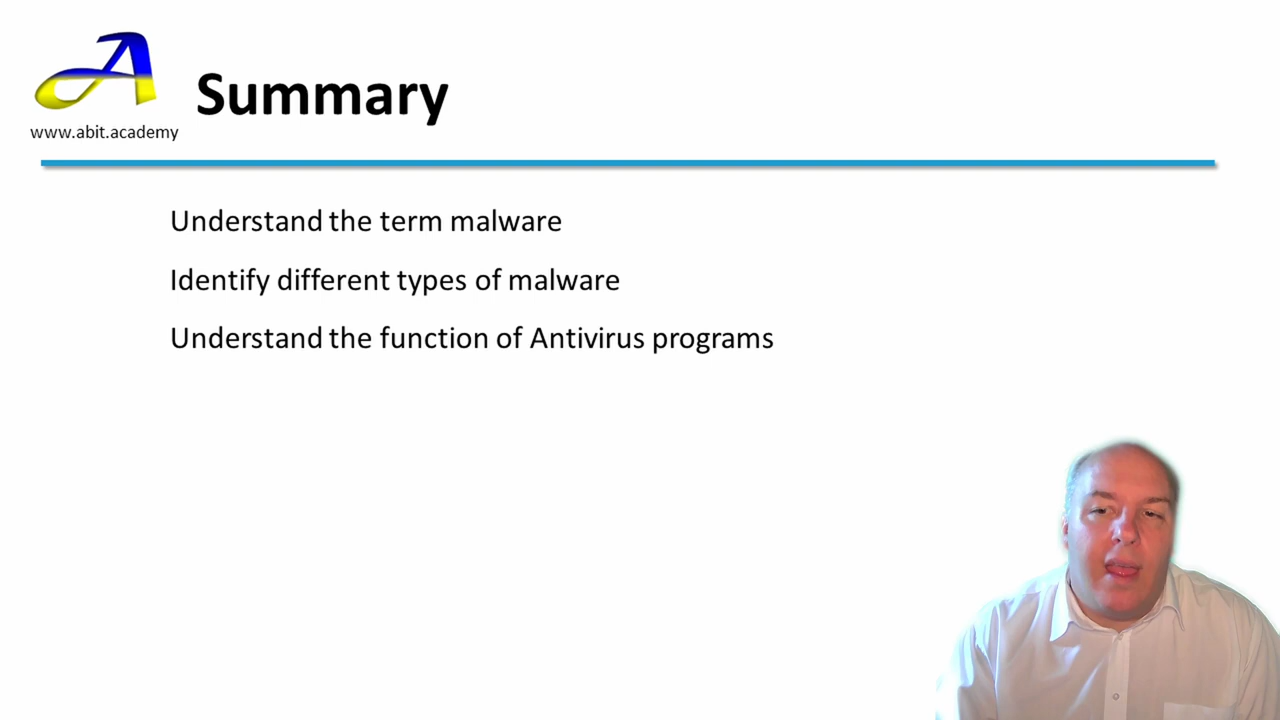 Summary
www.abit.academy
Understand the term malware
Identify different types of malware
Understand the function of Antivirus programs